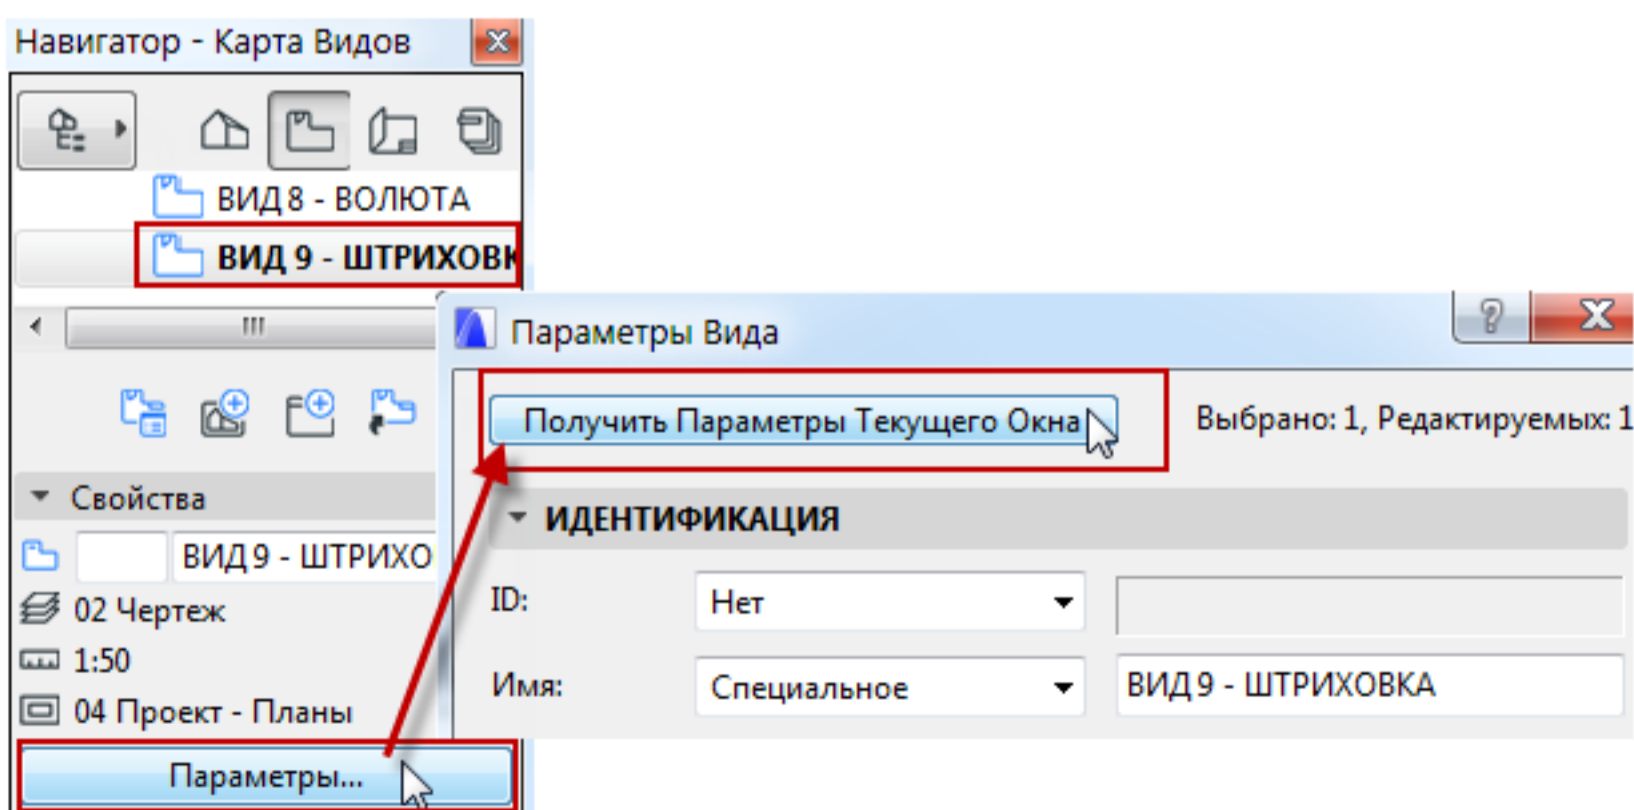 Навигатор - Карта Видов
ВИД 8 - ВОЛЮТА
ВИД 9 - ШТРИХОВК
Параметры Вида
Получить Параметры Текущего Окна
Выбрано: 1, Редактируемых: 1
Свойства
ИДЕНТИФИКАЦИЯ
ВИД 9 - ШТРИХО
ID:
Нет
02 Чертеж
1:50
Имя:
Специальное
ВИД 9 - ШТРИХОВКА
04 Проект - Планы
Параметры...